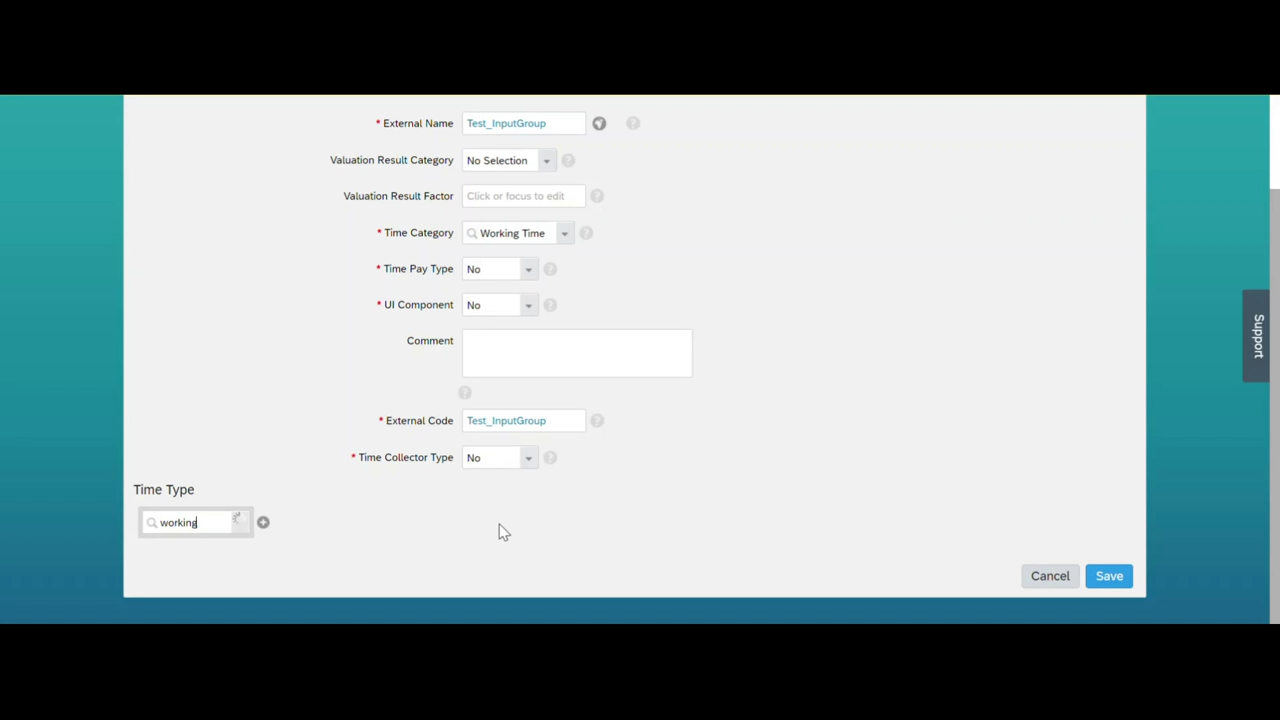 * External Name Test_InputGroup
Valuation Result Category No Selection
Valuation Result Factor Click or focus to edit
* Time Category Working Time
* Time Pay Type No
* UI Component No
Comment
* External Code Test_InputGroup
* Time Collector Type No
Time Type
working
Cancel Save
Support